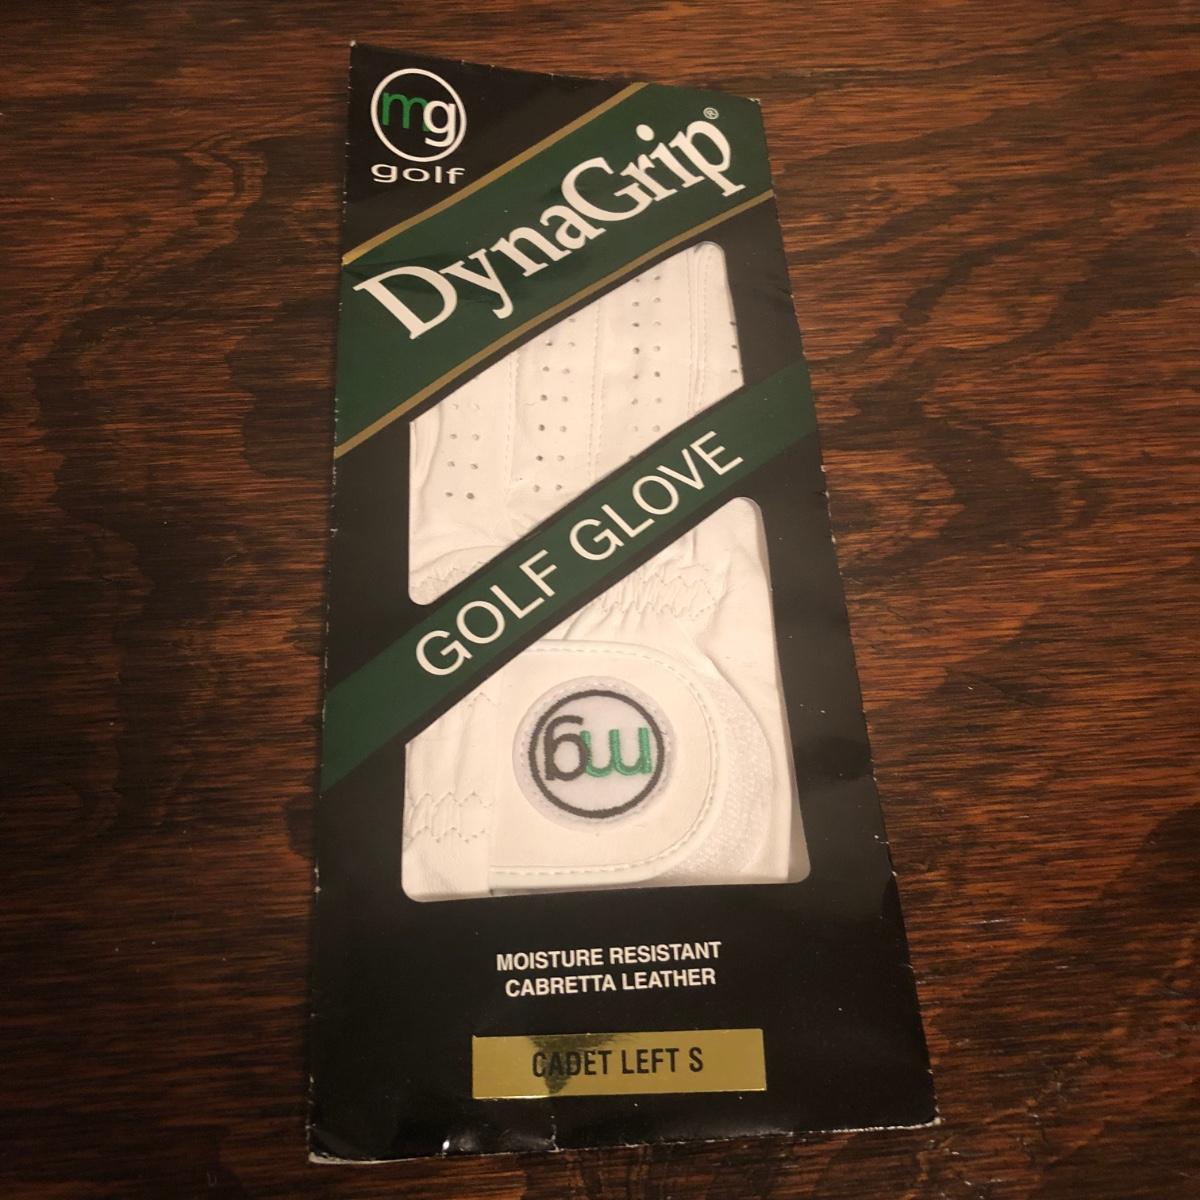 mg
golf
DynaGrip®
GOLF GLOVE
mg
MOISTURE RESISTANT
CABRETTA LEATHER
CADET LEFT S